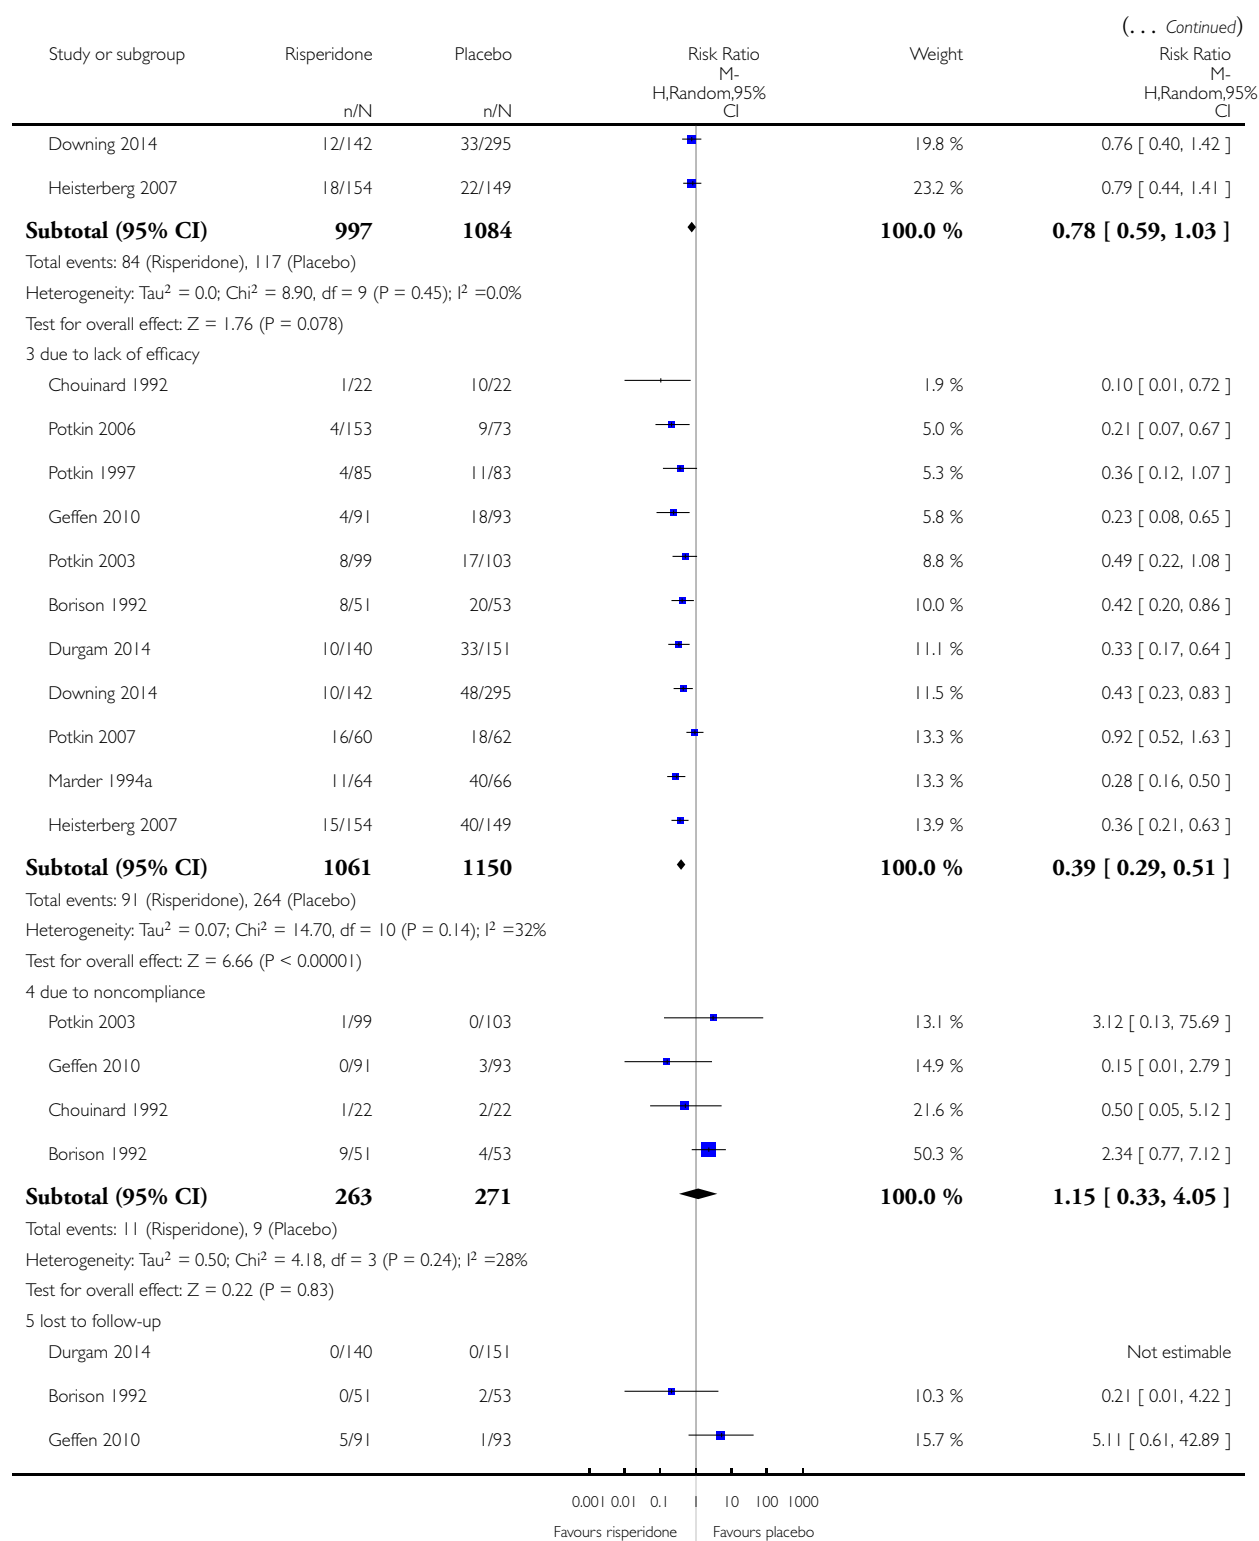 (... Continued)
Study or subgroup Risperidone Placebo Risk Ratio Weight Risk Ratio
M- M-
H,Random,95% H,Random,95%
n/N n/N CI CI
Downing 2014 12/142 33/295 19.8 % 0.76 [ 0.40, 1.42 ]
Heisterberg 2007 18/154 22/149 23.2 % 0.79 [ 0.44, 1.41 ]
Subtotal (95% CI) 997 1084 100.0 % 0.78 [ 0.59, 1.03 ]
Total events: 84 (Risperidone), 117 (Placebo)
Heterogeneity: Tau² = 0.0; Chi² = 8.90, df = 9 (P = 0.45); I² =0.0%
Test for overall effect: Z = 1.76 (P = 0.078)
3 due to lack of efficacy
Chouinard 1992 1/22 10/22 1.9 % 0.10 [ 0.01, 0.72 ]
Potkin 2006 4/153 9/73 5.0 % 0.21 [ 0.07, 0.67 ]
Potkin 1997 4/85 11/83 5.3 % 0.36 [ 0.12, 1.07 ]
Geffen 2010 4/91 18/93 5.8 % 0.23 [ 0.08, 0.65 ]
Potkin 2003 8/99 17/103 8.8 % 0.49 [ 0.22, 1.08 ]
Borison 1992 8/51 20/53 10.0 % 0.42 [ 0.20, 0.86 ]
Durgam 2014 10/140 33/151 11.1 % 0.33 [ 0.17, 0.64 ]
Downing 2014 10/142 48/295 11.5 % 0.43 [ 0.23, 0.83 ]
Potkin 2007 16/60 18/62 13.3 % 0.92 [ 0.52, 1.63 ]
Marder 1994a 11/64 40/66 13.3 % 0.28 [ 0.16, 0.50 ]
Heisterberg 2007 15/154 40/149 13.9 % 0.36 [ 0.21, 0.63 ]
Subtotal (95% CI) 1061 1150 100.0 % 0.39 [ 0.29, 0.51 ]
Total events: 91 (Risperidone), 264 (Placebo)
Heterogeneity: Tau² = 0.07; Chi² = 14.70, df = 10 (P = 0.14); I² =32%
Test for overall effect: Z = 6.66 (P < 0.00001)
4 due to noncompliance
Potkin 2003 1/99 0/103 13.1 % 3.12 [ 0.13, 75.69 ]
Geffen 2010 0/91 3/93 14.9 % 0.15 [ 0.01, 2.79 ]
Chouinard 1992 1/22 2/22 21.6 % 0.50 [ 0.05, 5.12 ]
Borison 1992 9/51 4/53 50.3 % 2.34 [ 0.77, 7.12 ]
Subtotal (95% CI) 263 271 100.0 % 1.15 [ 0.33, 4.05 ]
Total events: 11 (Risperidone), 9 (Placebo)
Heterogeneity: Tau² = 0.50; Chi² = 4.18, df = 3 (P = 0.24); I² =28%
Test for overall effect: Z = 0.22 (P = 0.83)
5 lost to follow-up
Durgam 2014 0/140 0/151 Not estimable
Borison 1992 0/51 2/53 10.3 % 0.21 [ 0.01, 4.22 ]
Geffen 2010 5/91 1/93 15.7 % 5.11 [ 0.61, 42.89 ]
0.001 0.01 0.1 1 10 100 1000
Favours risperidone Favours placebo